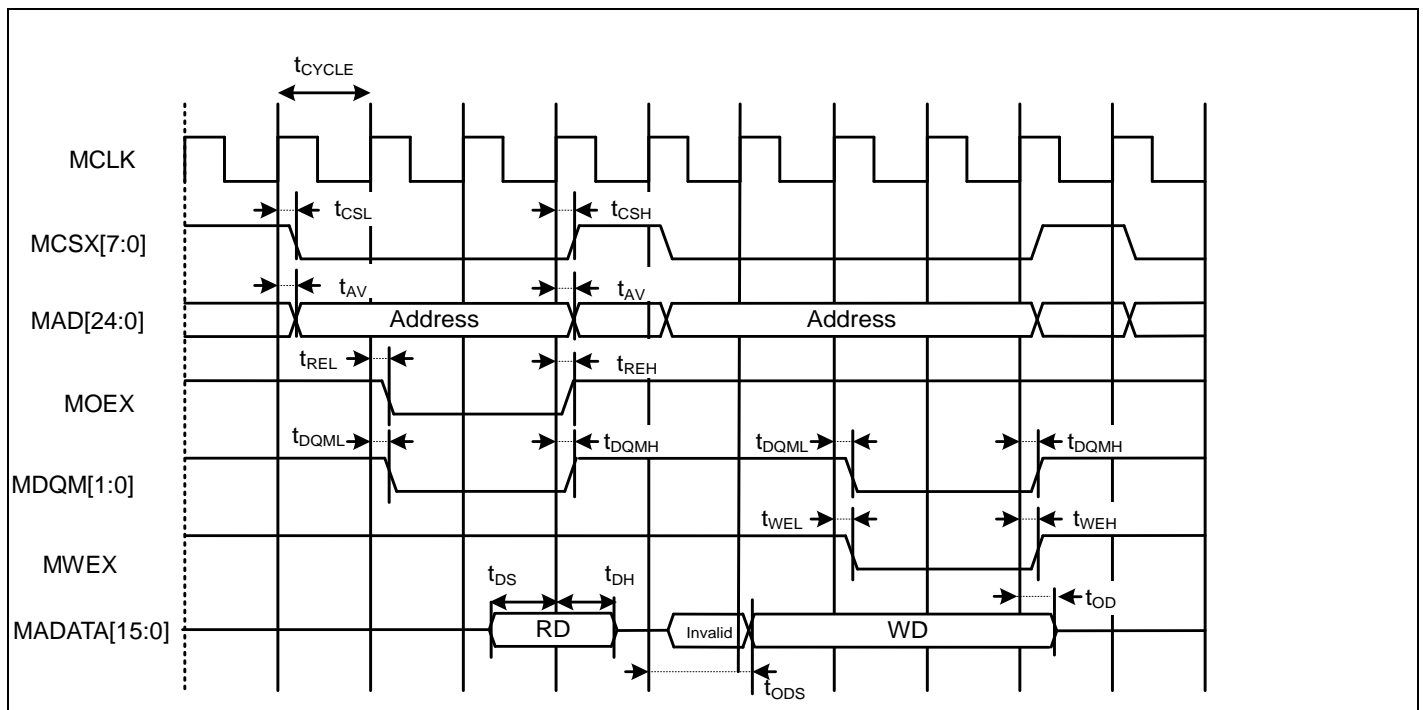 tCYCLE
MCLK
tCSL tCSH
MCSX[7:0]
tAV tAV
MAD[24:0] Address Address
tREL tREH
MOEX
tDQML tDQMH tDQML tDQMH
MDQM[1:0]
tWEL tWEH
MWEX
tDS tDH
tOD
MADATA[15:0] RD Invalid WD
tODS